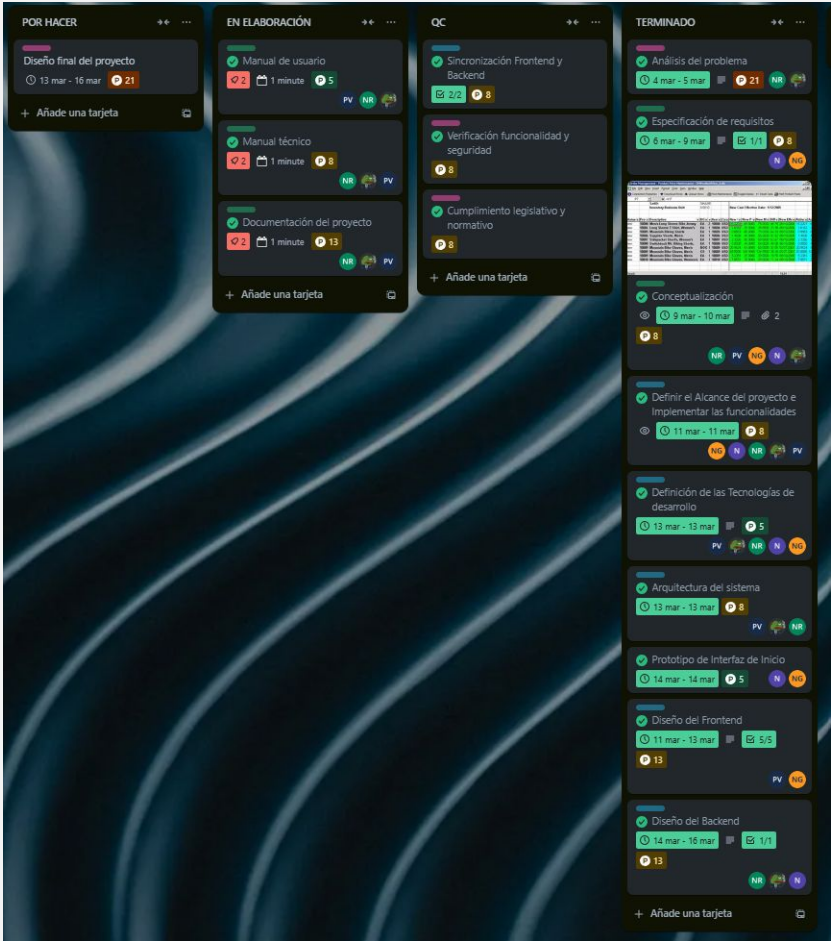 POR HACER
Diseño final del proyecto
13 mar - 16 mar P 21
+ Añade una tarjeta
EN ELABORACIÓN
Manual de usuario
2 1 minute P 5
PV NR
Manual técnico
2 1 minute P 8
NR PV
Documentación del proyecto
2 1 minute P 13
NR PV
+ Añade una tarjeta
QC
Sincronización Frontend y
Backend
2/2 P 8
Verificación funcionalidad y
seguridad
P 8
Cumplimiento legislativo y
normativo
P 8
+ Añade una tarjeta
TERMINADO
Análisis del problema
4 mar - 5 mar P 21 NR
Especificación de requisitos
6 mar - 9 mar 1/1 P 8
N NG
Conceptualización
9 mar - 10 mar 2
P 8
NR PV NG N
Definir el Alcance del proyecto e
Implementar las funcionalidades
11 mar - 11 mar P 8
NG N NR PV
Definición de las Tecnologías de
desarrollo
13 mar - 13 mar P 5
PV NR N NG
Arquitectura del sistema
13 mar - 13 mar P 8
PV NR
Prototipo de Interfaz de Inicio
14 mar - 14 mar P 5 N NG
Diseño del Frontend
11 mar - 13 mar 5/5
P 13
PV NG
Diseño del Backend
14 mar - 16 mar 1/1
P 13
NR N
+ Añade una tarjeta